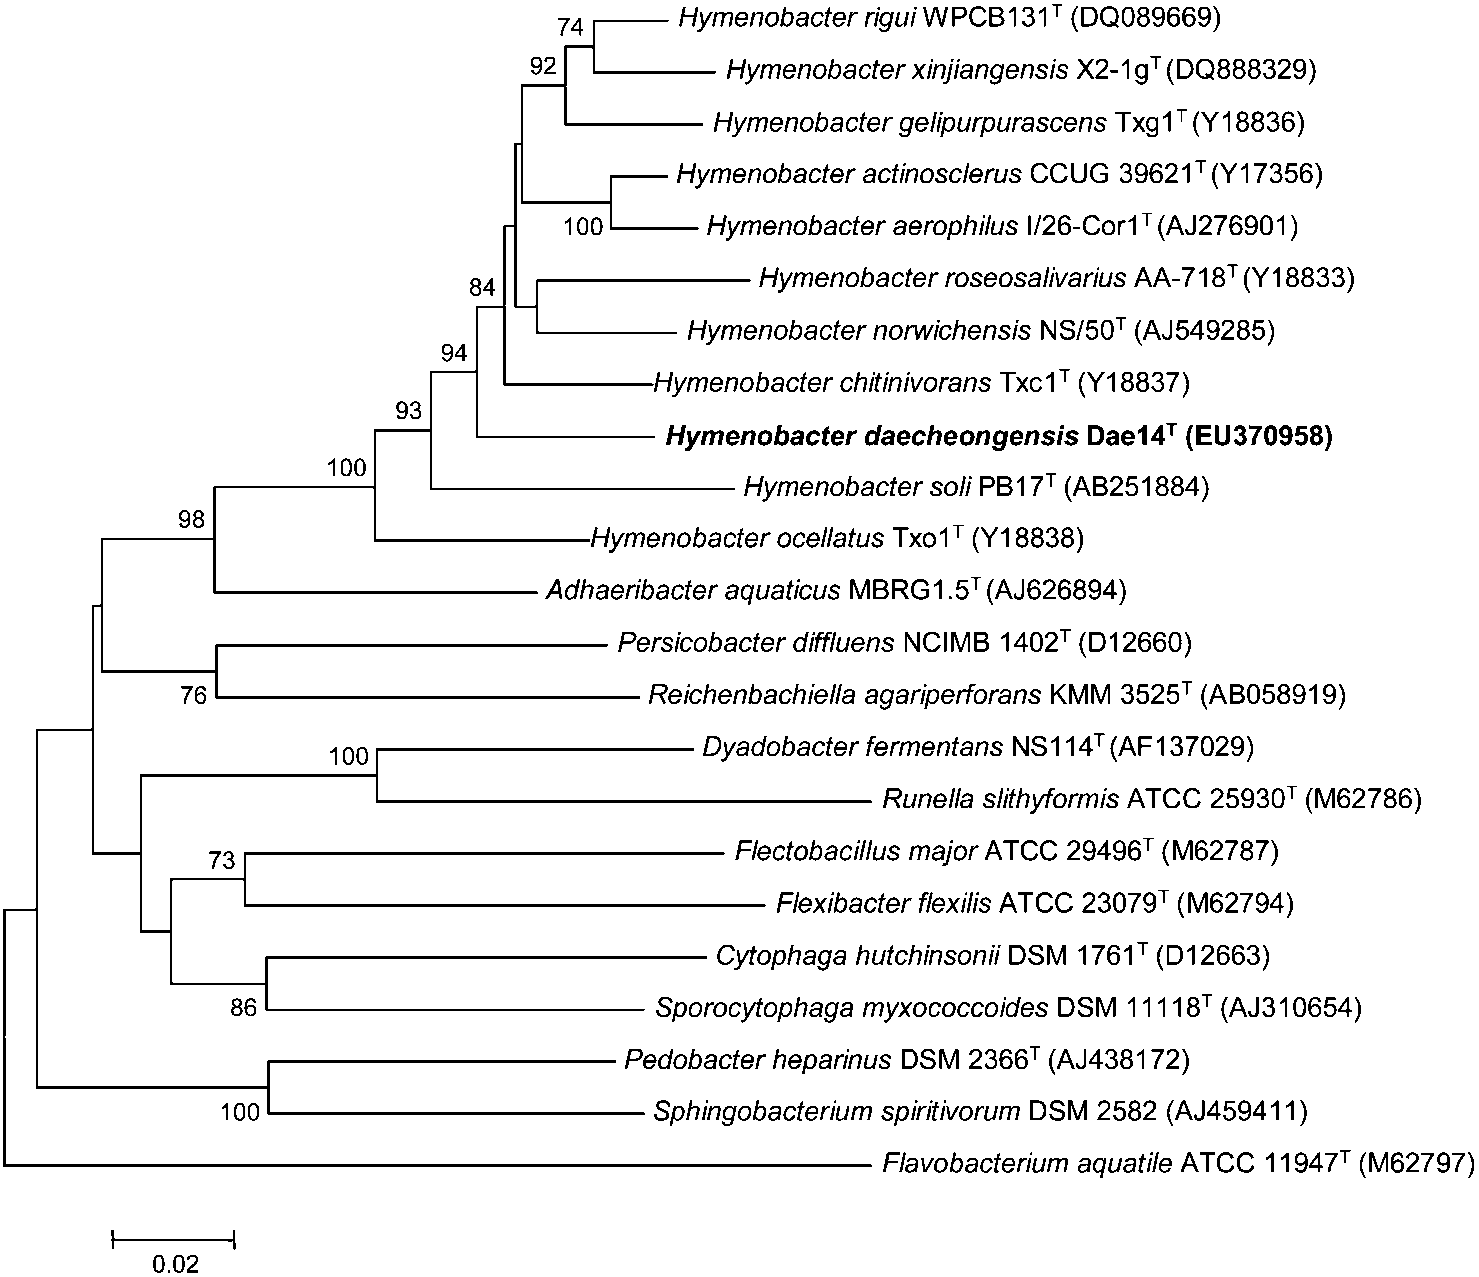 74
Hymenobacter rigui WPCB131T (DQ089669)
92
Hymenobacter xinjiangensis X2-1gT (DQ888329)
Hymenobacter gelipurpurascens Txg1T (Y18836)
Hymenobacter actinosclerus CCUG 39621T (Y17356)
100
Hymenobacter aerophilus I/26-Cor1T (AJ276901)
Hymenobacter roseosalivarius AA-718T (Y18833)
84
Hymenobacter norwichensis NS/50T (AJ549285)
94
Hymenobacter chitinivorans Txc1T (Y18837)
93
Hymenobacter daecheongensis Dae14T (EU370958)
100
Hymenobacter soli PB17T (AB251884)
98
Hymenobacter ocellatus Txo1T (Y18838)
Adhaeribacter aquaticus MBRG1.5T (AJ626894)
Persicobacter diffluens NCIMB 1402T (D12660)
76
Reichenbachiella agariperforans KMM 3525T (AB058919)
100
Dyadobacter fermentans NS114T (AF137029)
Runella slithyformis ATCC 25930T (M62786)
73
Flectobacillus major ATCC 29496T (M62787)
Flexibacter flexilis ATCC 23079T (M62794)
Cytophaga hutchinsonii DSM 1761T (D12663)
86
Sporocytophaga myxococcoides DSM 11118T (AJ310654)
Pedobacter heparinus DSM 2366T (AJ438172)
100
Sphingobacterium spiritivorum DSM 2582 (AJ459411)
Flavobacterium aquatile ATCC 11947T (M62797)
0.02